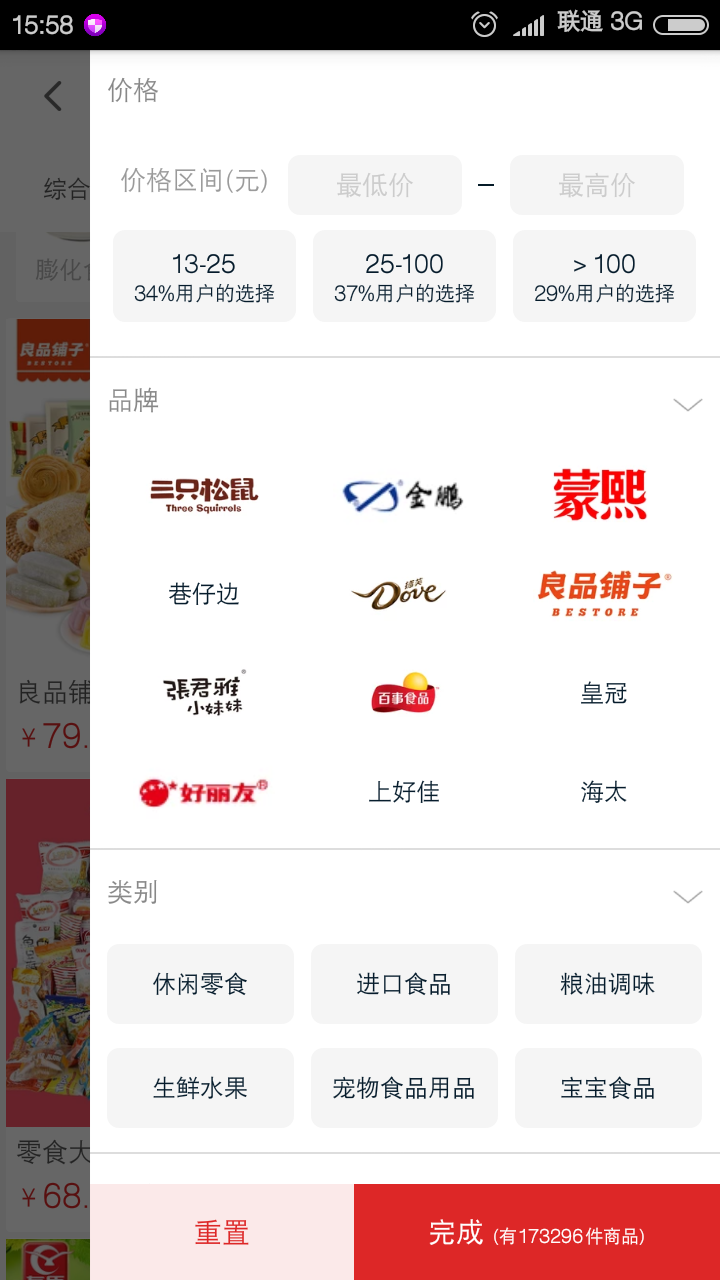 15:58
联通 3G
综合
膨化
良品铺子
BESTORE
良品铺
¥79.
零食大
¥68.
价格
价格区间(元)
最低价
最高价
13-25
34%用户的选择
25-100
37%用户的选择
> 100
29%用户的选择
品牌
三只松鼠
Three Squirrels
金鹏
蒙熙
巷仔边
德芙
Dove
良品铺子®
BESTORE
張君雅®
小妹妹
百事食品
皇冠
好丽友®
上好佳
海太
类别
休闲零食
进口食品
粮油调味
生鲜水果
宠物食品用品
宝宝食品
重置
完成 (有173296件商品)